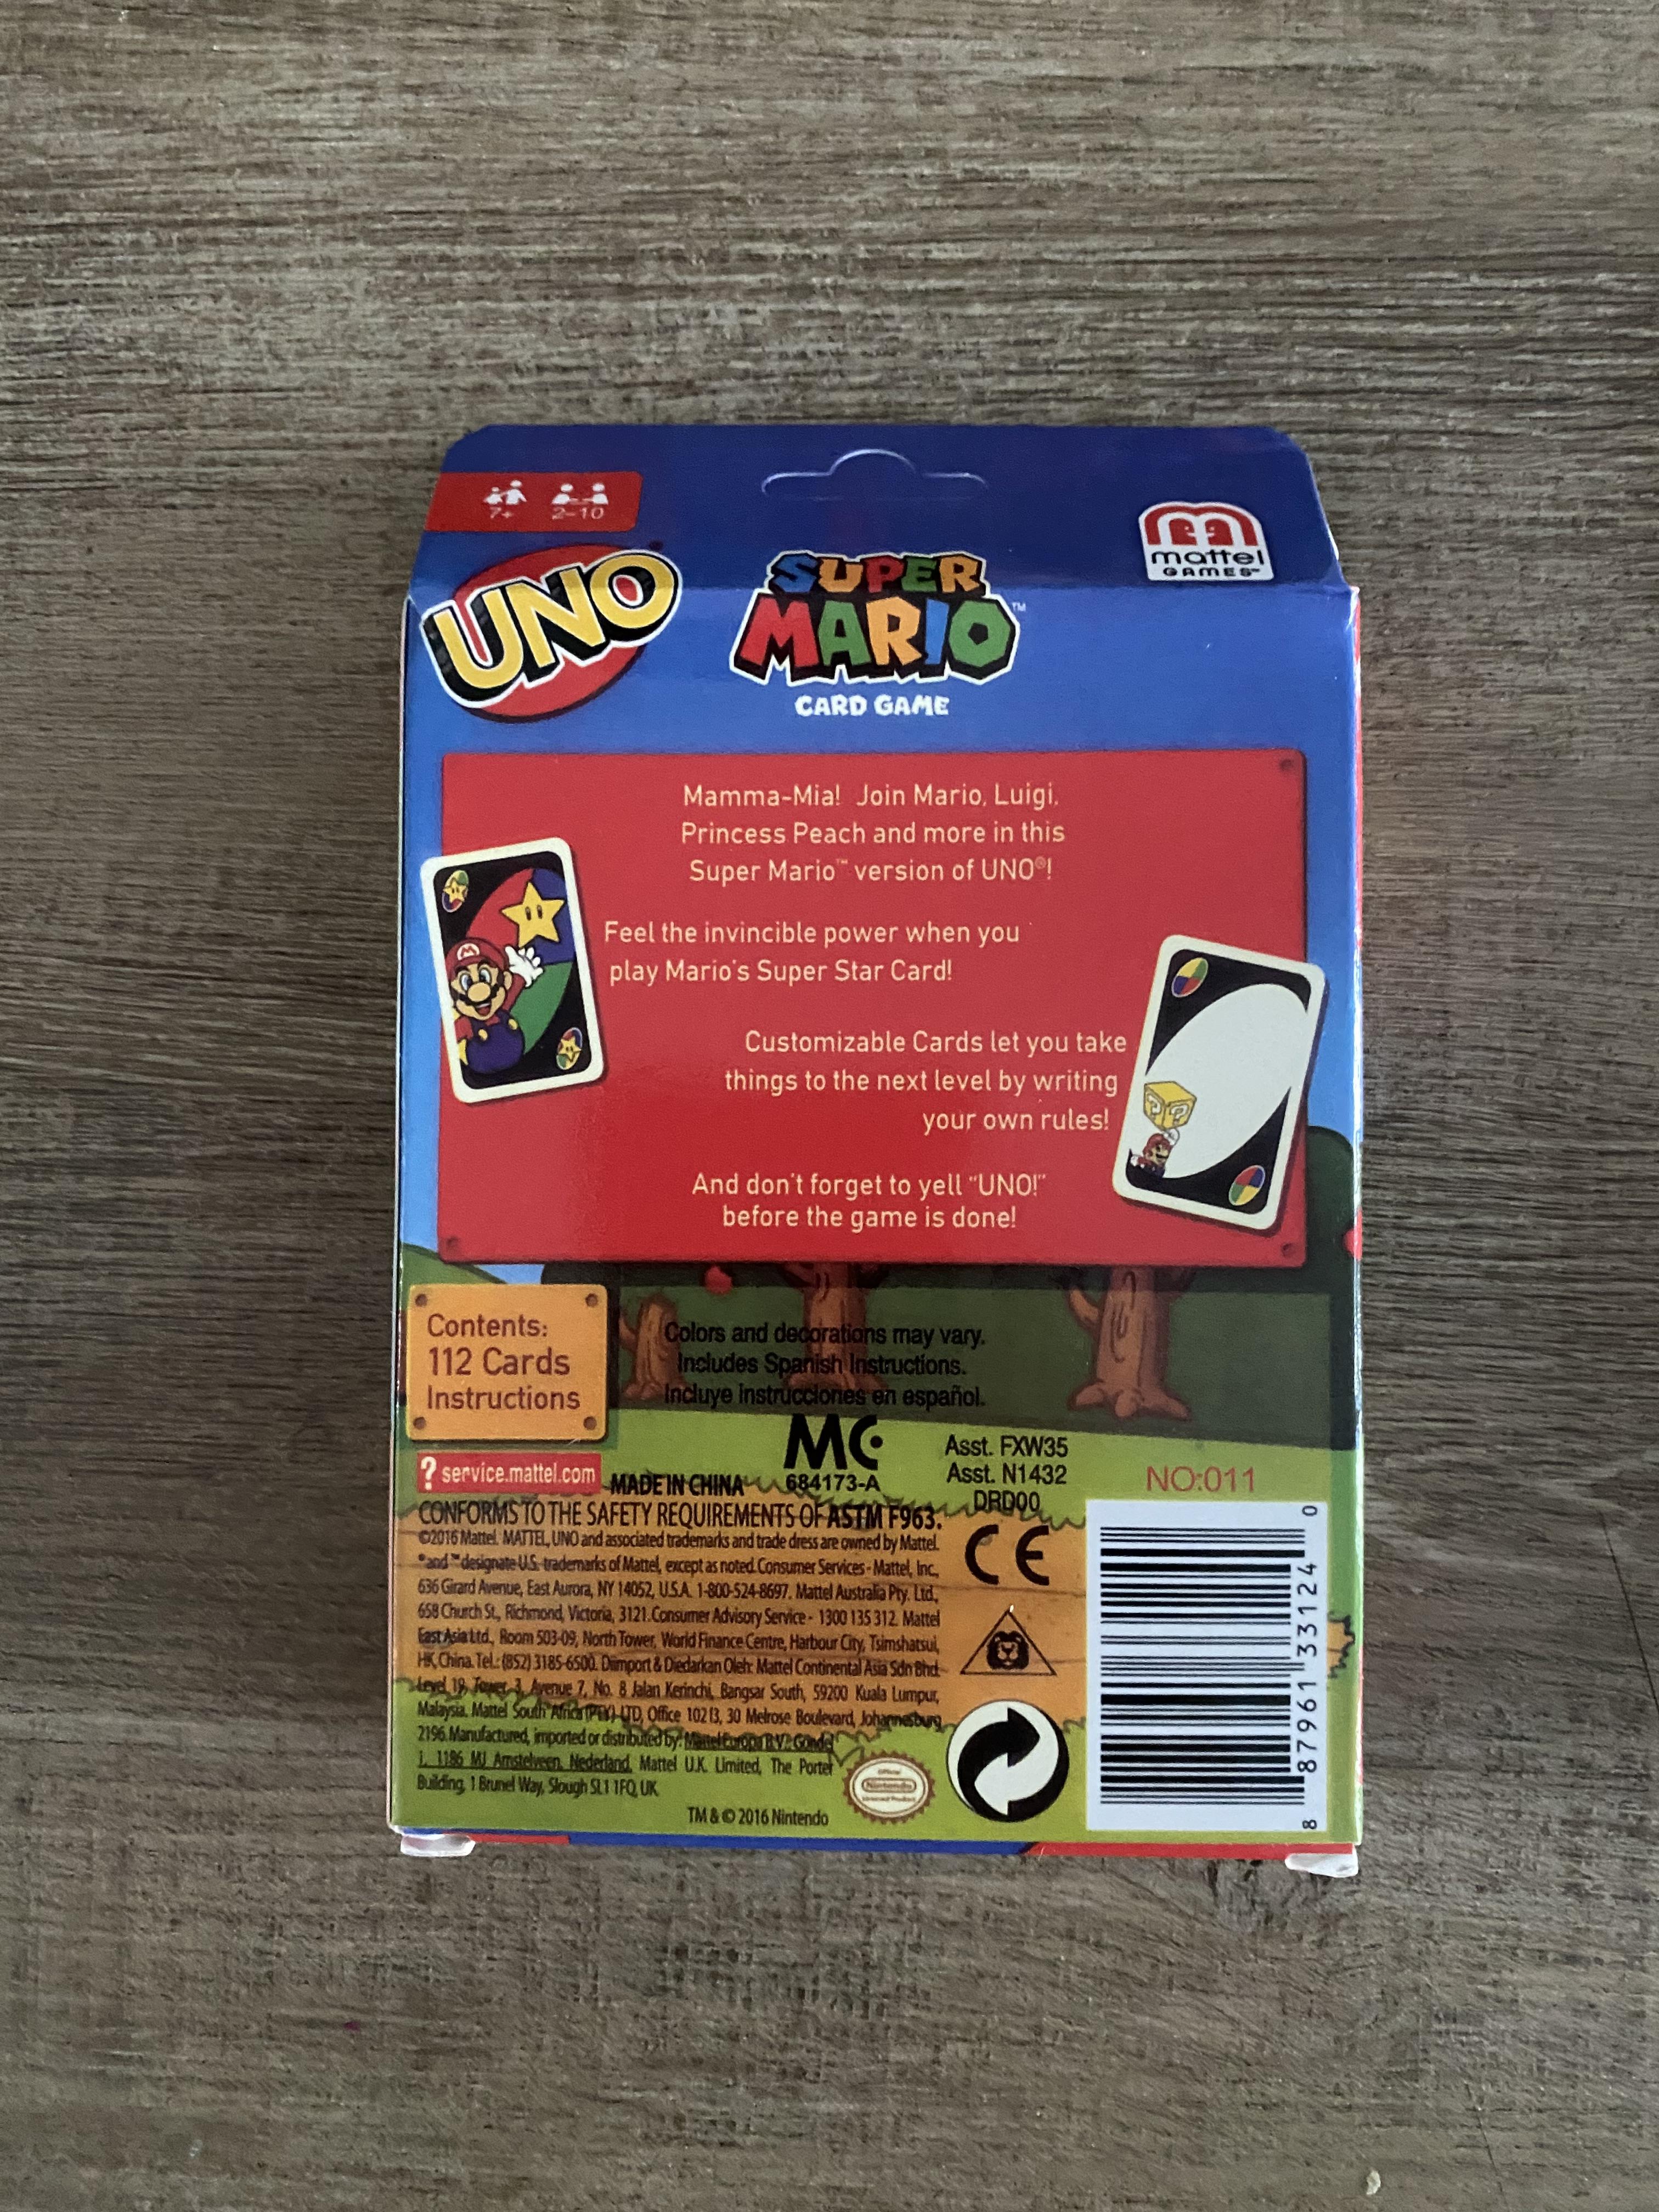 7+ 2-10
UNO
SUPER
MARIO™
CARD GAME
mattel
GAMES™
Mamma-Mia! Join Mario, Luigi,
Princess Peach and more in this
Super Mario™ version of UNO®!
Feel the invincible power when you
play Mario's Super Star Card!
Customizable Cards let you take
things to the next level by writing
your own rules!
And don't forget to yell “UNO!”
before the game is done!
Contents:
112 Cards
Instructions
Colors and decorations may vary.
Includes Spanish Instructions.
Incluye instrucciones en español.
? service.mattel.com
MADE IN CHINA
MC
684173-A
Asst. FXW35
Asst. N1432
DRD00
NO:011
CONFORMS TO THE SAFETY REQUIREMENTS OF ASTM F963.
©2016 Mattel. MATTEL, UNO and associated trademarks and trade dress are owned by Mattel.
® and ™ designate U.S. trademarks of Mattel, except as noted. Consumer Services - Mattel, Inc.,
636 Girard Avenue, East Aurora, NY 14052, U.S.A. 1-800-524-8697. Mattel Australia Pty. Ltd.,
658 Church St., Richmond, Victoria, 3121. Consumer Advisory Service - 1300 135 312. Mattel
East Asia Ltd., Room 503-09, North Tower, World Finance Centre, Harbour City, Tsimshatsui,
HK, China. Tel.: (852) 3185-6500. Diimport & Diedarkan Oleh: Mattel Continental Asia Sdn Bhd.
Level 19, Tower 3, Avenue 7, No. 8 Jalan Kerinchi, Bangsar South, 59200 Kuala Lumpur,
Malaysia. Mattel South Africa (PTY) LTD, Office 102 I3, 30 Melrose Boulevard, Johannesburg
2196. Manufactured, imported or distributed by: Mattel Europa B.V. Gondel
1, 1186 MJ Amstelveen, Nederland. Mattel U.K. Limited, The Porter
Building, 1 Brunel Way, Slough SL1 1FQ, UK.
TM & © 2016 Nintendo
Official
Nintendo
Licensed Product
CE
8 87961 33124 0